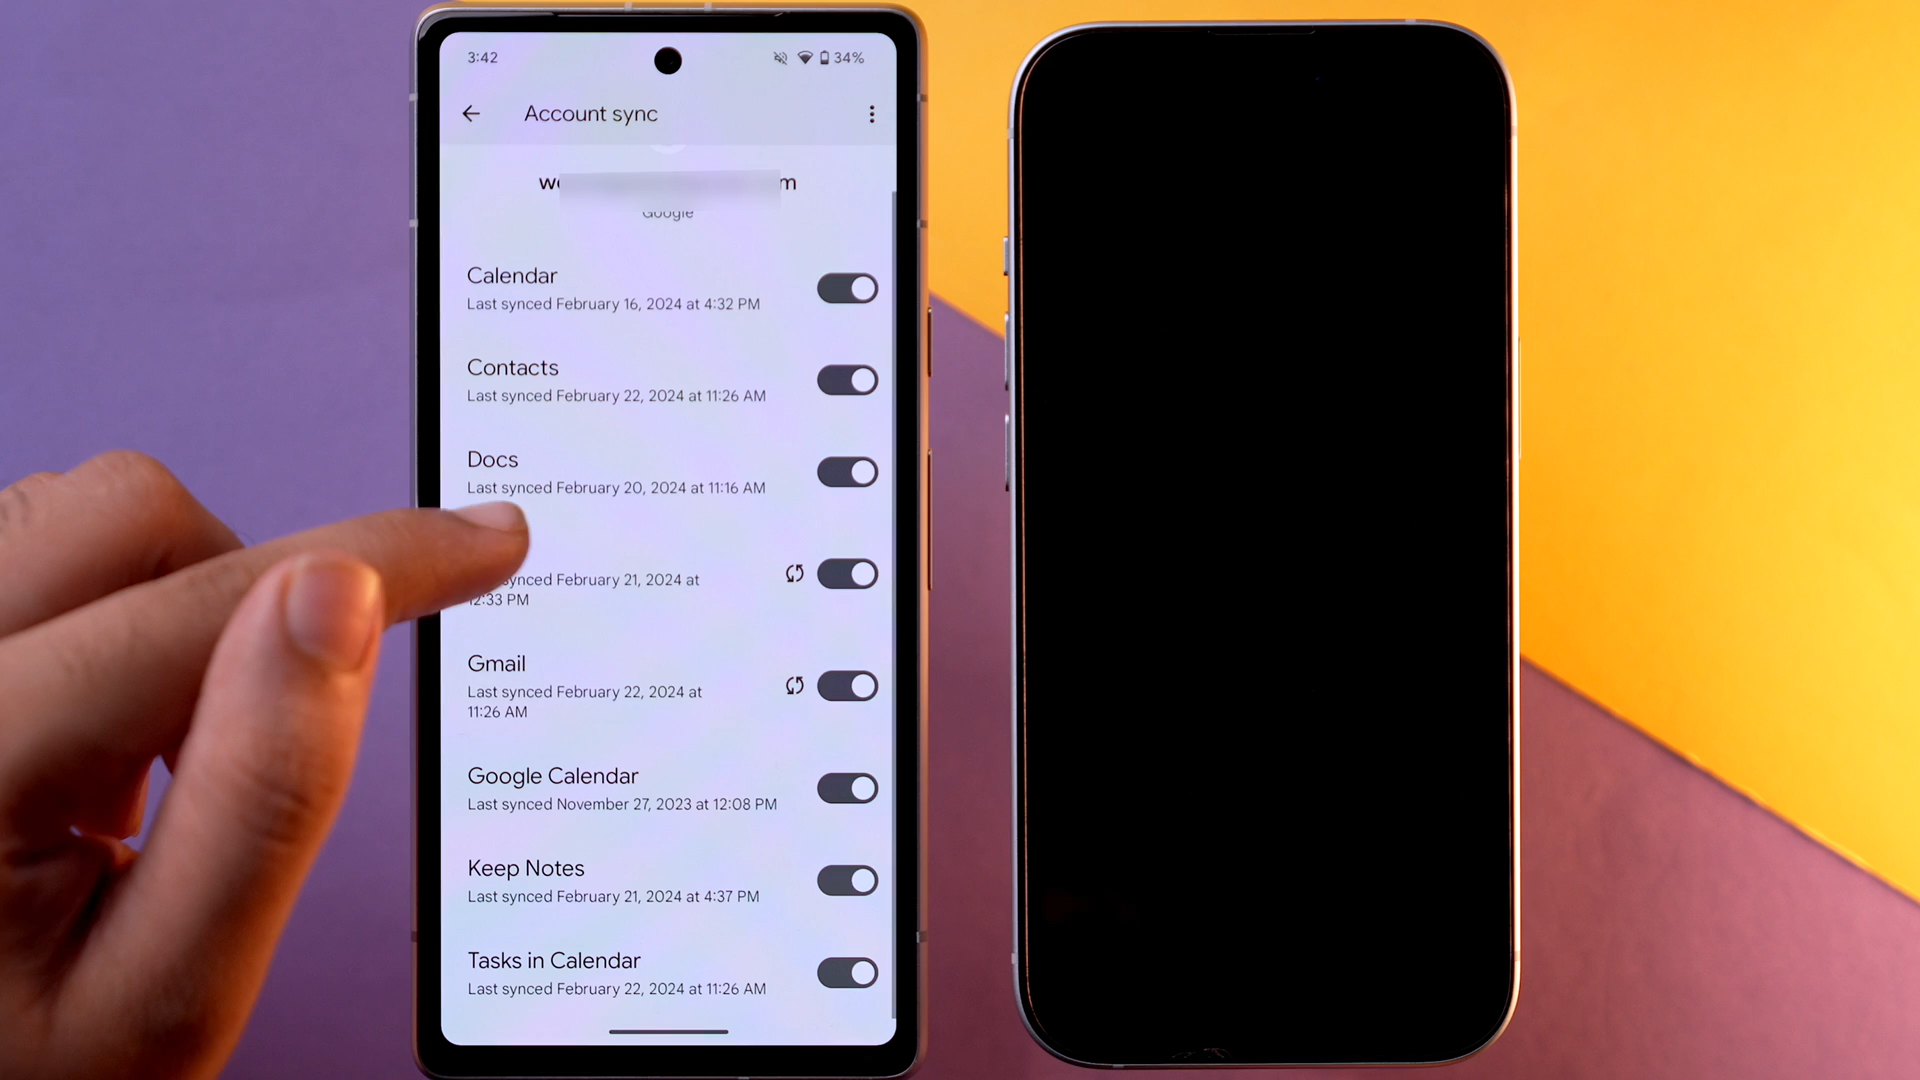 3:42
34%
Account sync
Google
Calendar
Last synced February 16, 2024 at 4:32 PM
Contacts
Last synced February 22, 2024 at 11:26 AM
Docs
Last synced February 20, 2024 at 11:16 AM
synced February 21, 2024 at
12:33 PM
Gmail
Last synced February 22, 2024 at
11:26 AM
Google Calendar
Last synced November 27, 2023 at 12:08 PM
Keep Notes
Last synced February 21, 2024 at 4:37 PM
Tasks in Calendar
Last synced February 22, 2024 at 11:26 AM